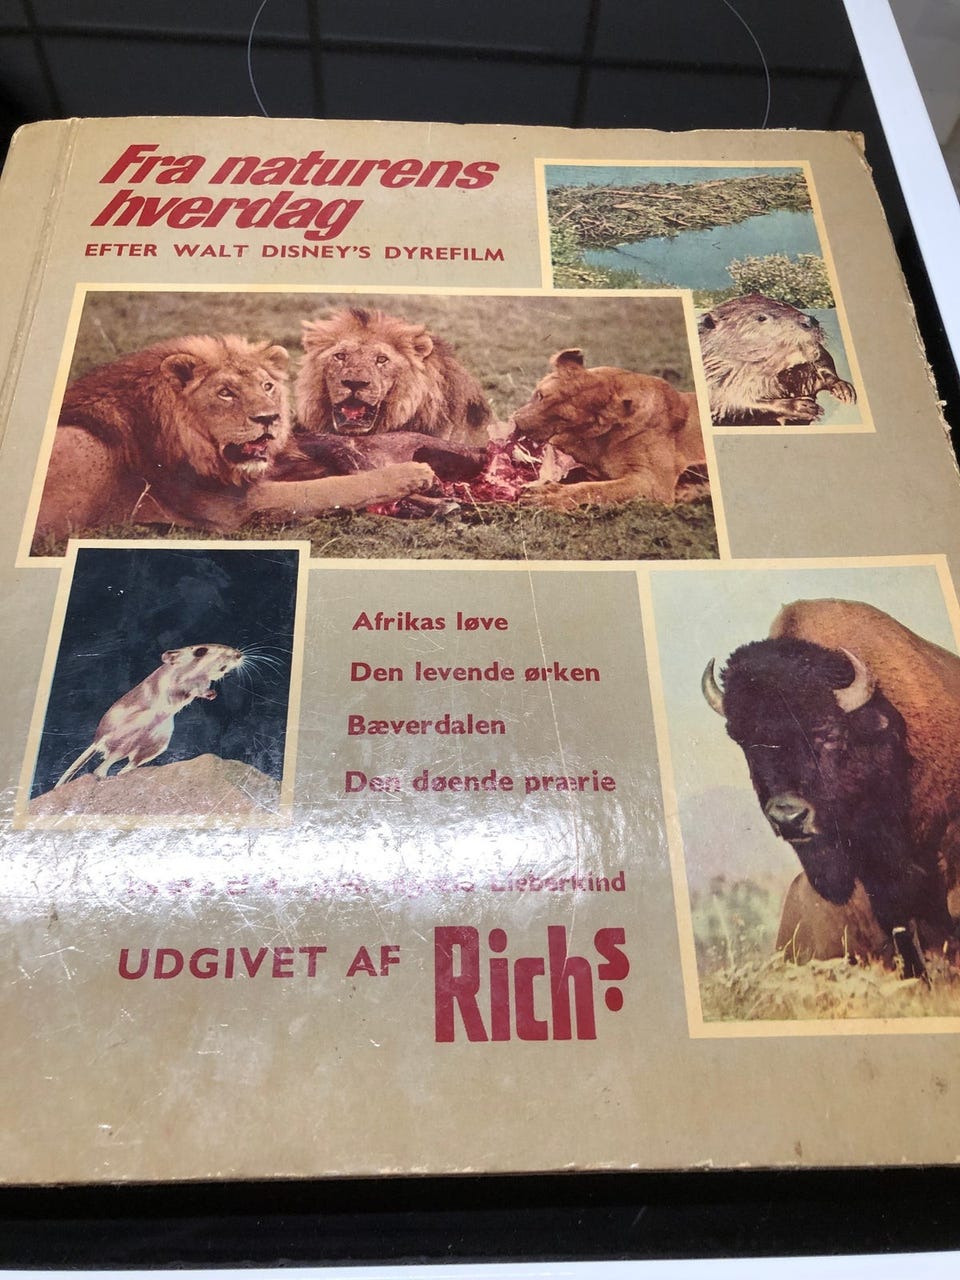 Fra naturens
hverdag
EFTER WALT DISNEY'S DYREFILM
Afrikas løve
Den levende ørken
Bæverdalen
Den døende prærie
Lieberkind
UDGIVET AF Rich's